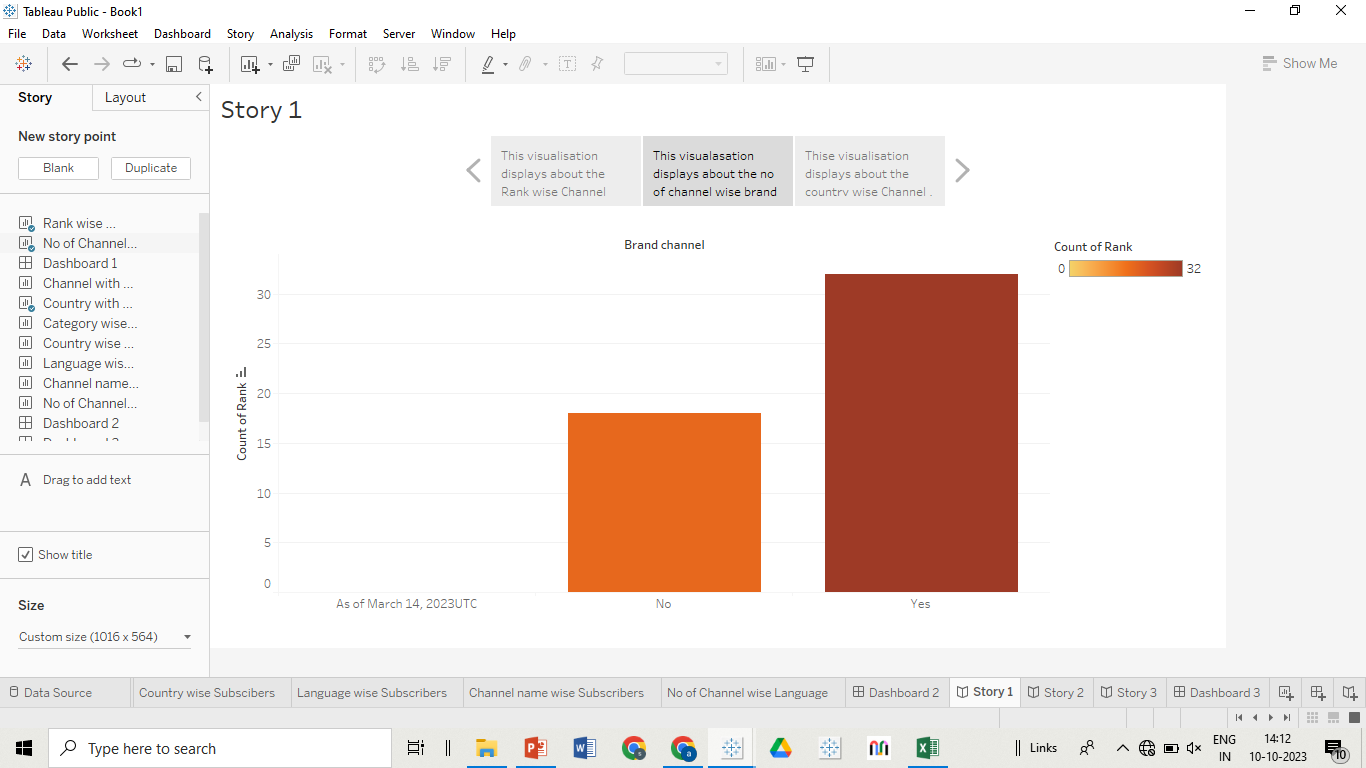 Tableau Public - Book1
File Data Worksheet Dashboard Story Analysis Format Server Window Help
Show Me
Story Layout
New story point
Blank Duplicate
Rank wise ...
No of Channel...
Dashboard 1
Channel with ...
Country with ...
Category wise...
Country wise ...
Language wis...
Channel name...
No of Channel...
Dashboard 2
A Drag to add text
Show title
Size
Custom size (1016 x 564)
Story 1
This visualisation
displays about the
Rank wise Channel
This visualasation
displays about the no
of channel wise brand
Thise visualisation
displays about the
country wise Channel .
Brand channel
Count of Rank
0 32
Count of Rank
30
25
20
15
10
5
0
As of March 14, 2023UTC No Yes
Data Source Country wise Subscibers Language wise Subscribers Channel name wise Subscribers No of Channel wise Language Dashboard 2 Story 1 Story 2 Story 3 Dashboard 3
Type here to search
Links
ENG
IN
14:12
10-10-2023
10